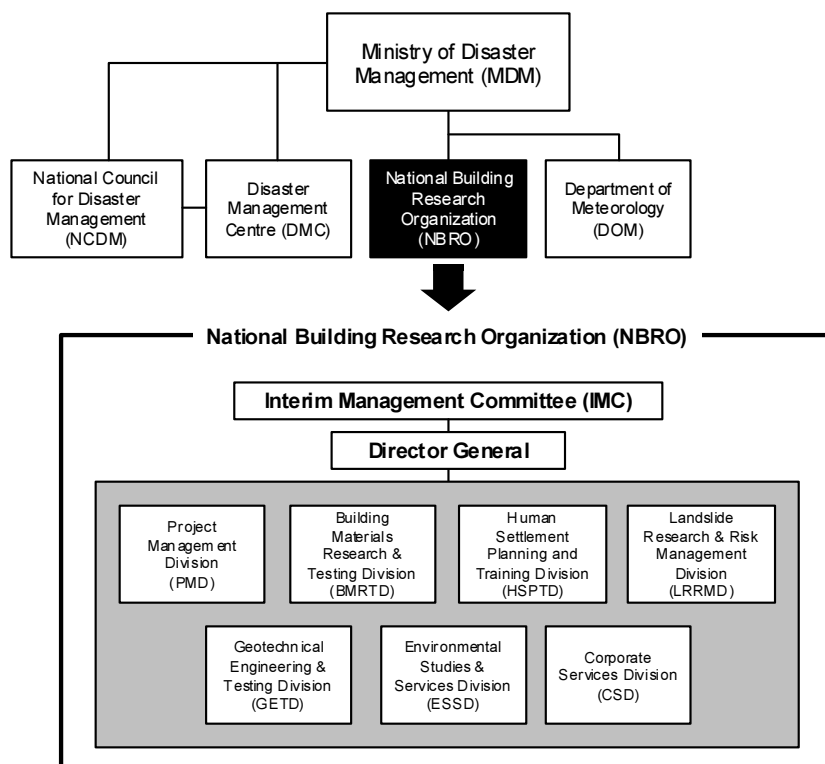 Ministry of Disaster
Management (MDM)
National Council
for Disaster
Management
(NCDM)
Disaster
Management
Centre (DMC)
National Building
Research
Organization
(NBRO)
Department of
Meteorology
(DOM)
National Building Research Organization (NBRO)
Interim Management Committee (IMC)
Director General
Project
Management
Division
(PMD)
Building
Materials
Research &
Testing Division
(BMRTD)
Human
Settlement
Planning and
Training Division
(HSPTD)
Landslide
Research & Risk
Management
Division
(LRRMD)
Geotechnical
Engineering &
Testing Division
(GETD)
Environmental
Studies &
Services Division
(ESSD)
Corporate
Services Division
(CSD)